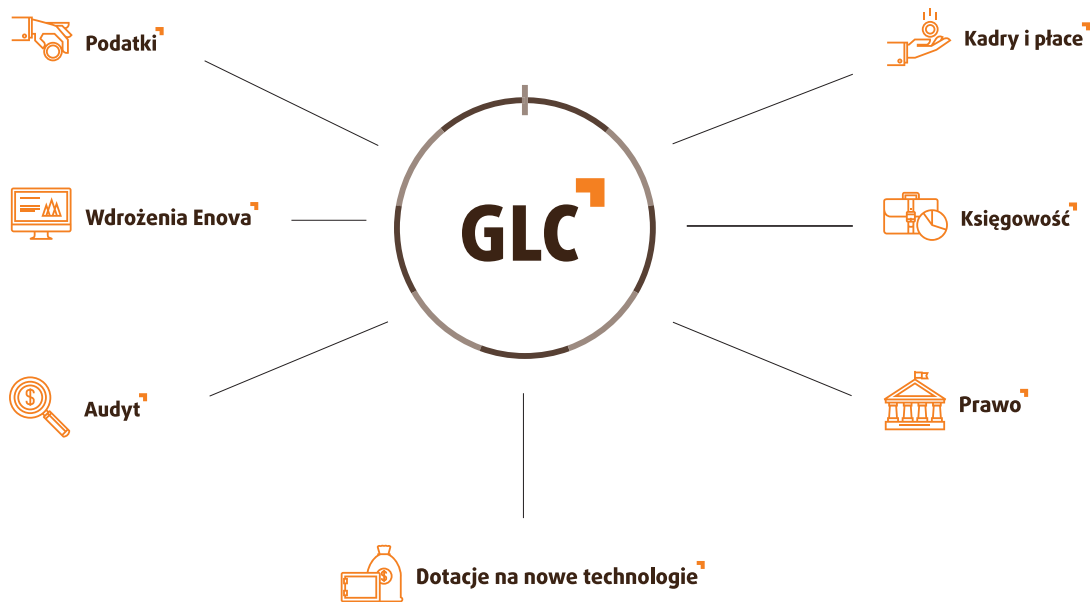 Podatki
Kadry i płace
GLC
Wdrożenia Enova
Księgowość
$
Audyt
Prawo
$
Dotacje na nowe technologie